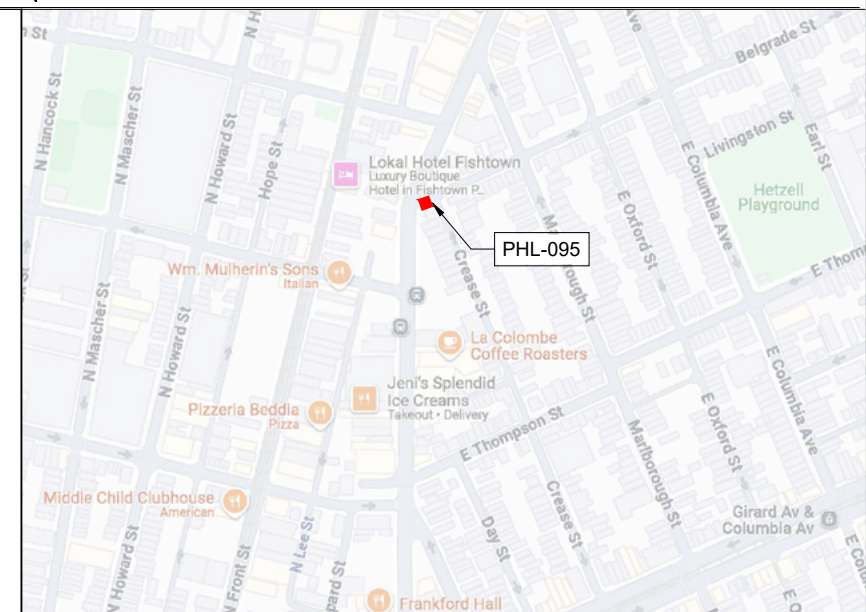 n St
N H
Ave
Belgrade St
N Hancock St
N Mascher St
N Howard St
Hope St
Livingston St
Earl St
E Columbia Ave
Lokal Hotel Fishtown
Luxury Boutique
Hotel in Fishtown P...
Hetzell
Playground
E Oxford St
Marlborough St
PHL-095
Crease St
E Thom
Wm. Mulherin's Sons
Italian
N Mascher St
N Howard St
La Colombe
Coffee Roasters
E Columbia Ave
Jeni's Splendid
Ice Creams
Takeout • Delivery
Pizzeria Beddia
Pizza
E Oxford St
E Thompson St
Marlborough St
Middle Child Clubhouse
American
Crease St
Day St
Girard Av &
Columbia Av
N Lee St
N Howard St
N Front St
pard St
E Colu
Frankford Hall